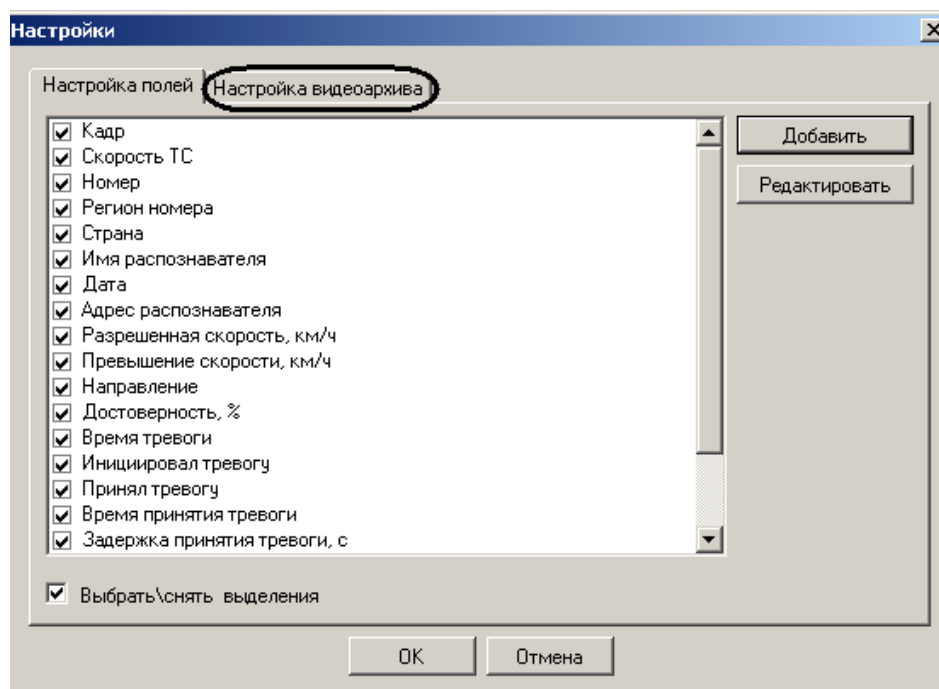 Настройки
Настройка полей Настройка видеоархива
Кадр
Добавить
Скорость ТС
Номер
Редактировать
Регион номера
Страна
Имя распознавателя
Дата
Адрес распознавателя
Разрешенная скорость, км/ч
Превышение скорости, км/ч
Направление
Достоверность, %
Время тревоги
Инициировал тревогу
Принял тревогу
Время принятия тревоги
Задержка принятия тревоги, с
Выбрать\снять выделения
OK Отмена